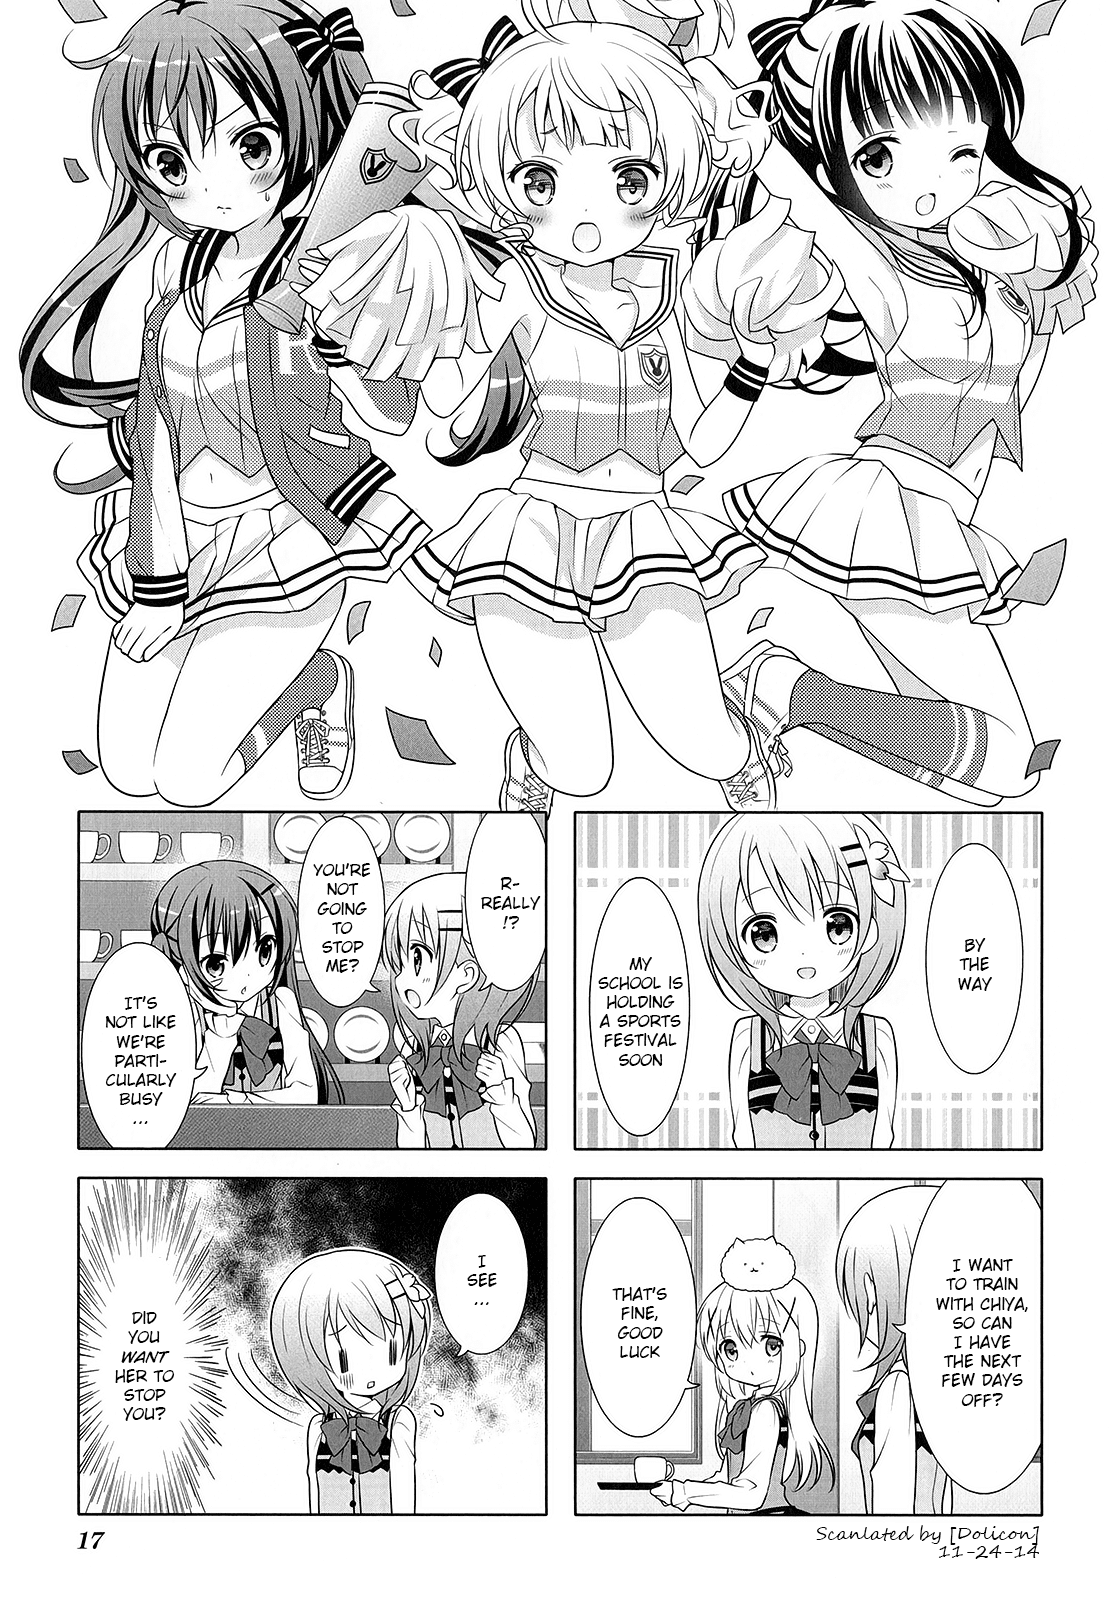 BY
THE
WAY
MY
SCHOOL IS
HOLDING
A SPORTS
FESTIVAL
SOON
I WANT
TO TRAIN
WITH CHIYA,
SO CAN
I HAVE
THE NEXT
FEW DAYS
OFF?
THAT'S
FINE,
GOOD
LUCK
R-
REALLY
!?
YOU'RE
NOT
GOING
TO
STOP
ME?
IT'S
NOT LIKE
WE'RE
PARTI-
CULARLY
BUSY
...
I
SEE
...
DID
YOU
WANT
HER TO
STOP
YOU?
17
Scanlated by [Dolicon]
11-24-14